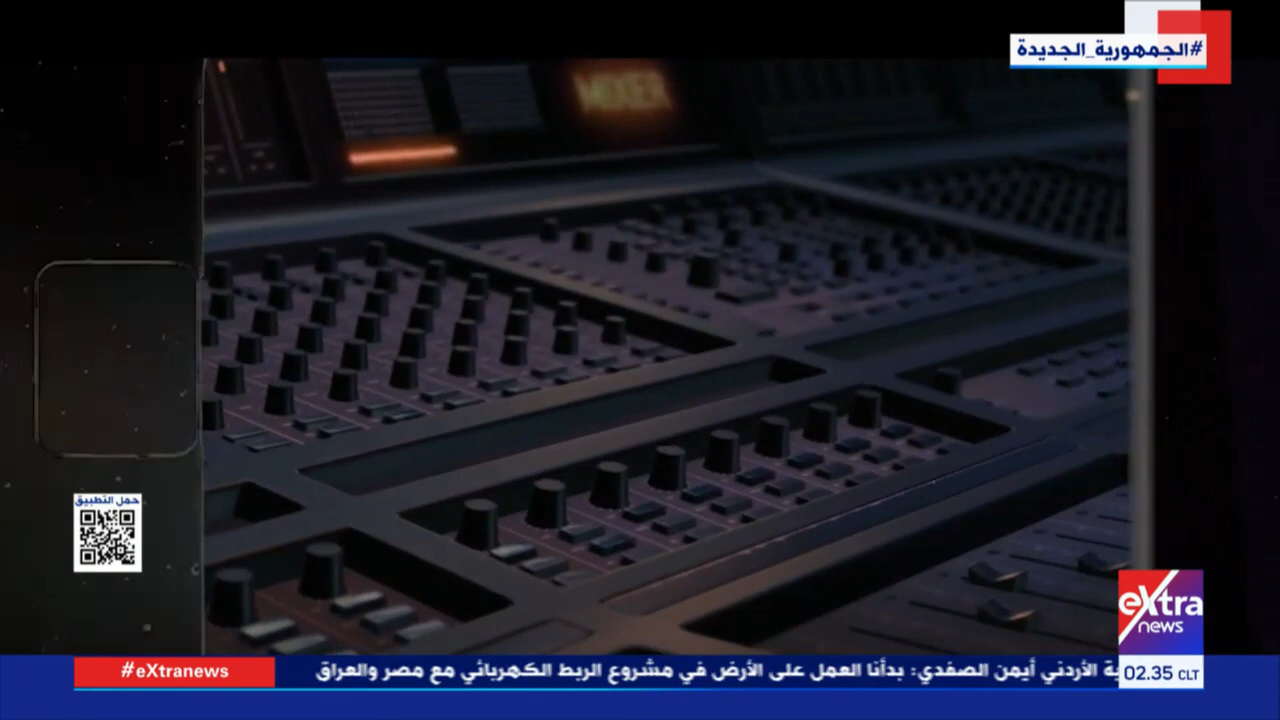 #الجمهورية_الجديدة
MIXER
حمل التطبيق
eXtra
news
#eXtranews
ية الأردني أيمن الصفدي: بدأنا العمل على الأرض في مشروع الربط الكهربائي مع مصر والعراق
02.35 CLT